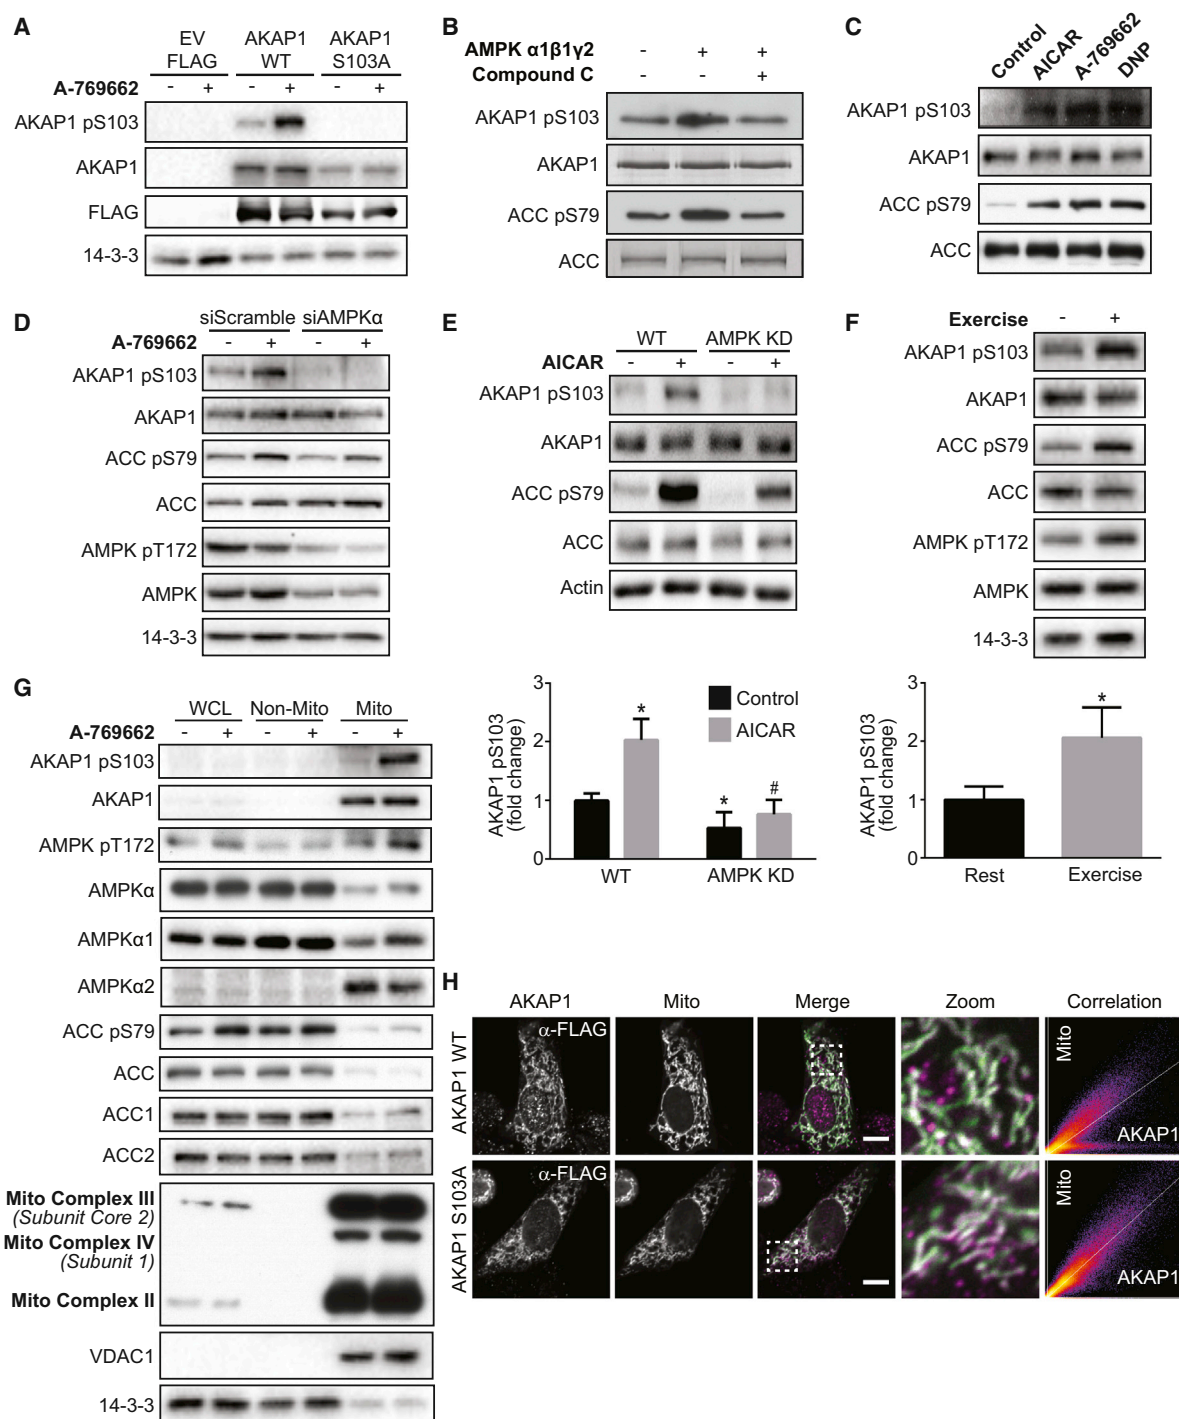 A
EV FLAG
AKAP1 WT
AKAP1 S103A
A-769662 - + - + - +
AKAP1 pS103
AKAP1
FLAG
14-3-3
B
AMPK α1β1γ2 - + +
Compound C - - +
AKAP1 pS103
AKAP1
ACC pS79
ACC
C
Control AICAR A-769662 DNP
AKAP1 pS103
AKAP1
ACC pS79
ACC
D
siScramble siAMPKα
A-769662 - + - +
AKAP1 pS103
AKAP1
ACC pS79
ACC
AMPK pT172
AMPK
14-3-3
E
WT AMPK KD
AICAR - + - +
AKAP1 pS103
AKAP1
ACC pS79
ACC
Actin
AKAP1 pS103
(fold change)
3
2
1
0
Control
AICAR
*
*
#
WT AMPK KD
F
Exercise - +
AKAP1 pS103
AKAP1
ACC pS79
ACC
AMPK pT172
AMPK
14-3-3
AKAP1 pS103
(fold change)
3
2
1
0
*
Rest Exercise
G
WCL Non-Mito Mito
A-769662 - + - + - +
AKAP1 pS103
AKAP1
AMPK pT172
AMPKα
AMPKα1
AMPKα2
ACC pS79
ACC
ACC1
ACC2
Mito Complex III
(Subunit Core 2)
Mito Complex IV
(Subunit 1)
Mito Complex II
VDAC1
14-3-3
H
AKAP1 Mito Merge Zoom Correlation
AKAP1 WT
α-FLAG
Mito
AKAP1
AKAP1 S103A
α-FLAG
Mito
AKAP1